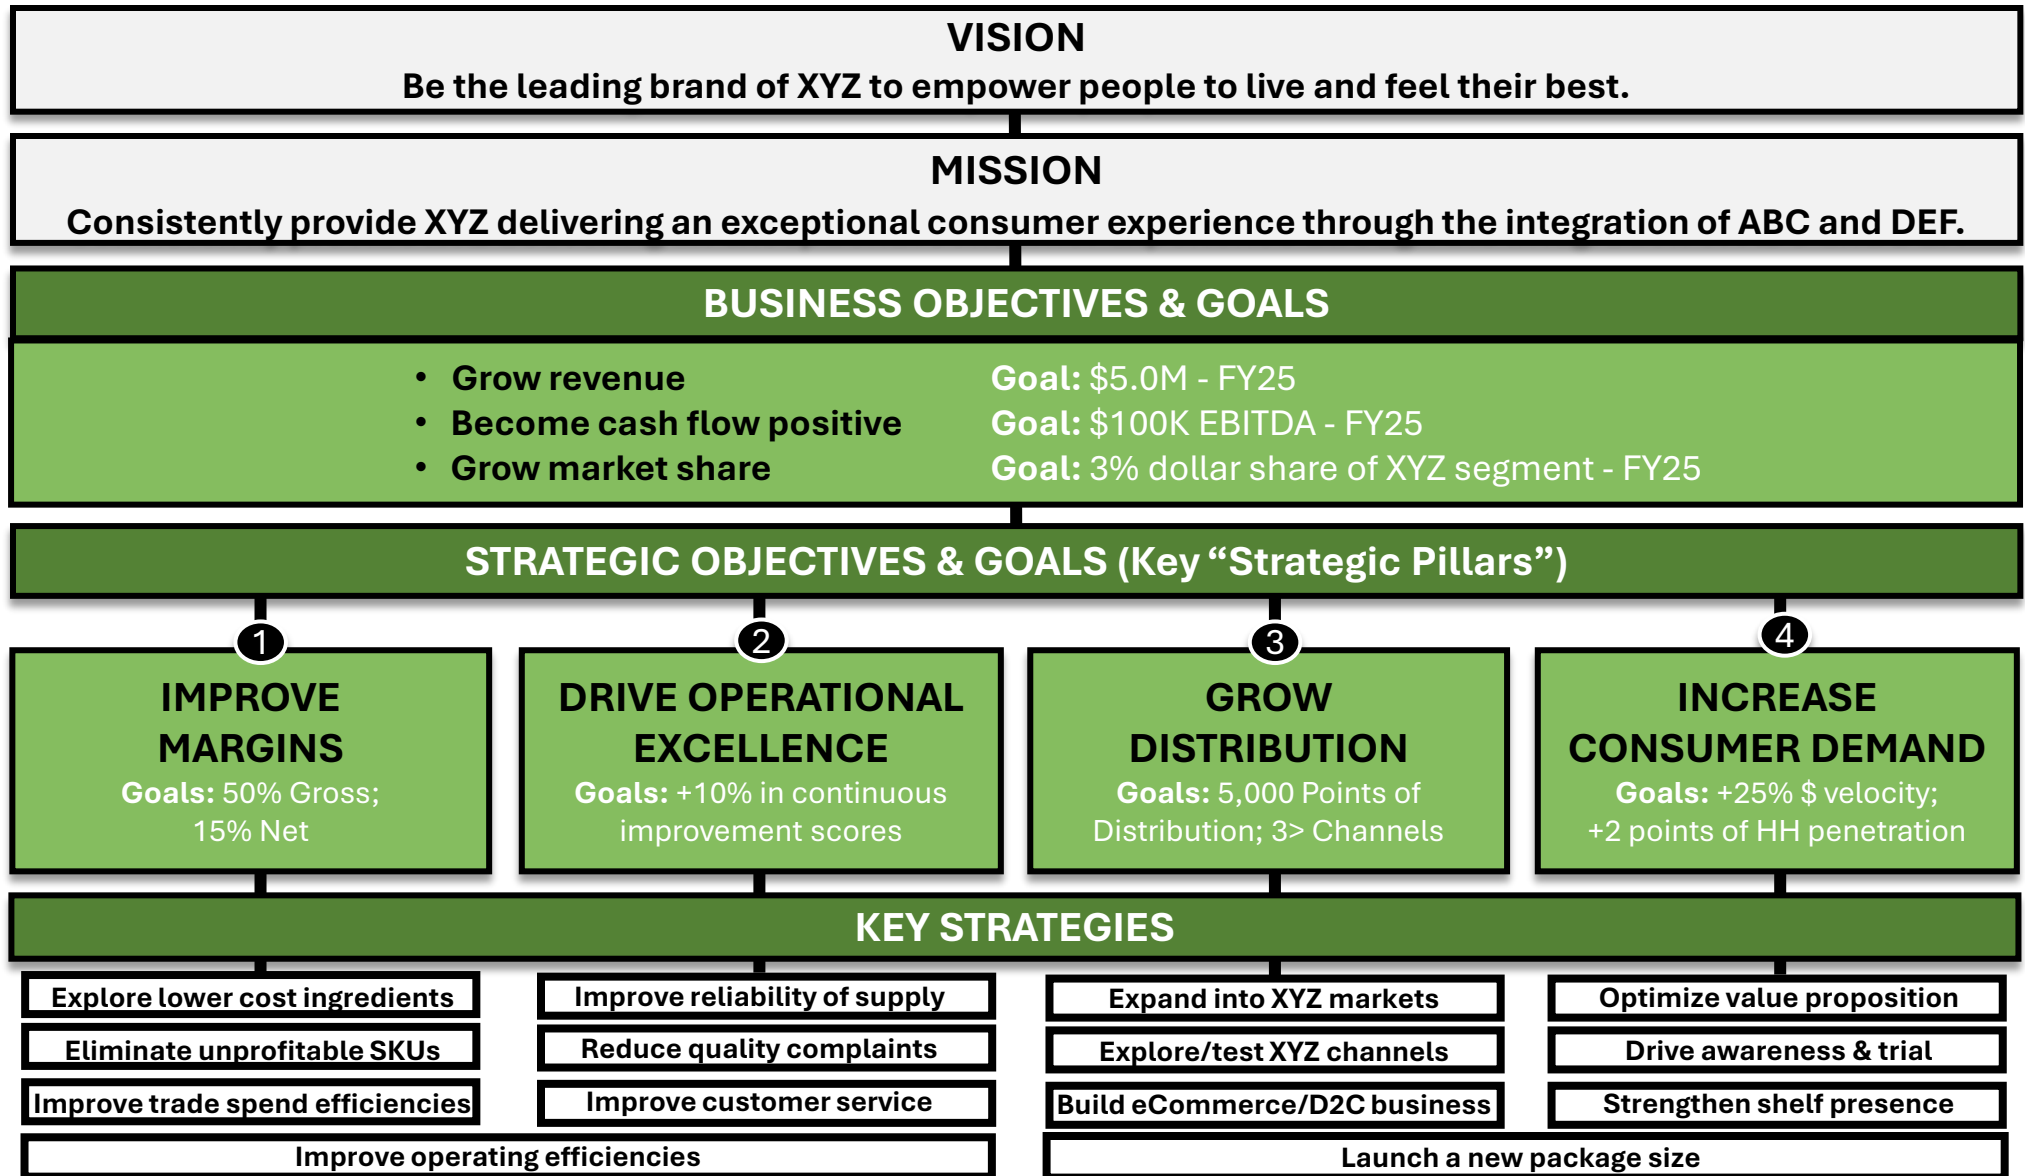 VISION
Be the leading brand of XYZ to empower people to live and feel their best.
MISSION
Consistently provide XYZ delivering an exceptional consumer experience through the integration of ABC and DEF.
BUSINESS OBJECTIVES & GOALS
• Grow revenue Goal: $5.0M - FY25
• Become cash flow positive Goal: $100K EBITDA - FY25
• Grow market share Goal: 3% dollar share of XYZ segment - FY25
STRATEGIC OBJECTIVES & GOALS (Key “Strategic Pillars”)
1
IMPROVE
MARGINS
Goals: 50% Gross;
15% Net
2
DRIVE OPERATIONAL
EXCELLENCE
Goals: +10% in continuous
improvement scores
3
GROW
DISTRIBUTION
Goals: 5,000 Points of
Distribution; 3> Channels
4
INCREASE
CONSUMER DEMAND
Goals: +25% $ velocity;
+2 points of HH penetration
KEY STRATEGIES
Explore lower cost ingredients
Eliminate unprofitable SKUs
Improve trade spend efficiencies
Improve reliability of supply
Reduce quality complaints
Improve customer service
Improve operating efficiencies
Expand into XYZ markets
Explore/test XYZ channels
Build eCommerce/D2C business
Optimize value proposition
Drive awareness & trial
Strengthen shelf presence
Launch a new package size